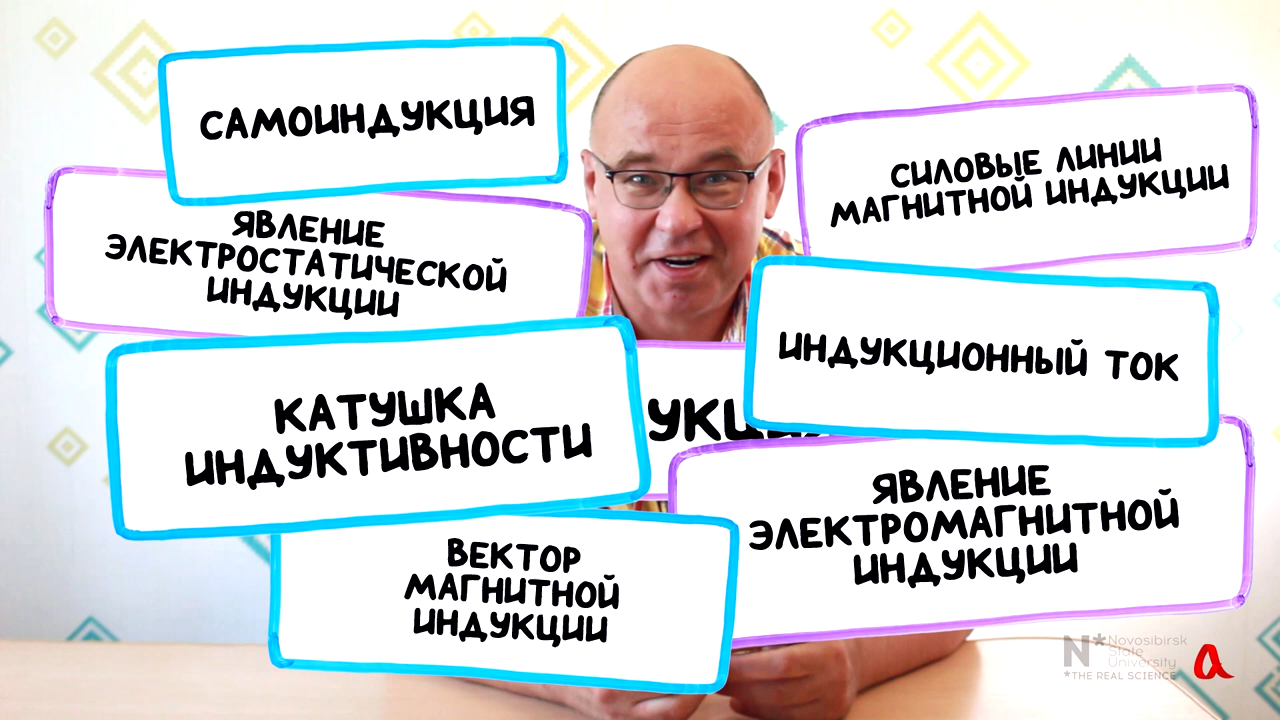 САМОИНДУКЦИЯ
СИЛОВЫЕ ЛИНИИ
МАГНИТНОЙ ИНДУКЦИИ
ЯВЛЕНИЕ
ЭЛЕКТРОСТАТИЧЕСКОЙ
ИНДУКЦИИ
ИНДУКЦИОННЫЙ ТОК
КАТУШКА
ИНДУКТИВНОСТИ
ЯВЛЕНИЕ
ЭЛЕКТРОМАГНИТНОЙ
ИНДУКЦИИ
ВЕКТОР
МАГНИТНОЙ
ИНДУКЦИИ
N*
Novosibirsk
State
University
*THE REAL SCIENCE
a